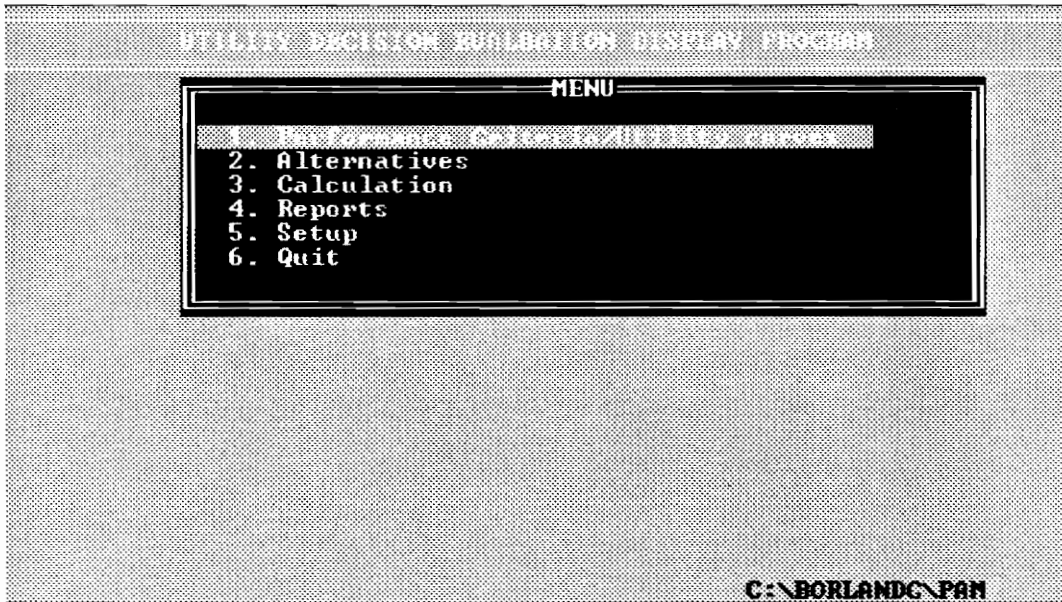 UTILITY DECISION EVALUATION DISPLAY PROGRAM
MENU
1. Performance Criteria/Utility curves
2. Alternatives
3. Calculation
4. Reports
5. Setup
6. Quit
C:\BORLANDC\PAM